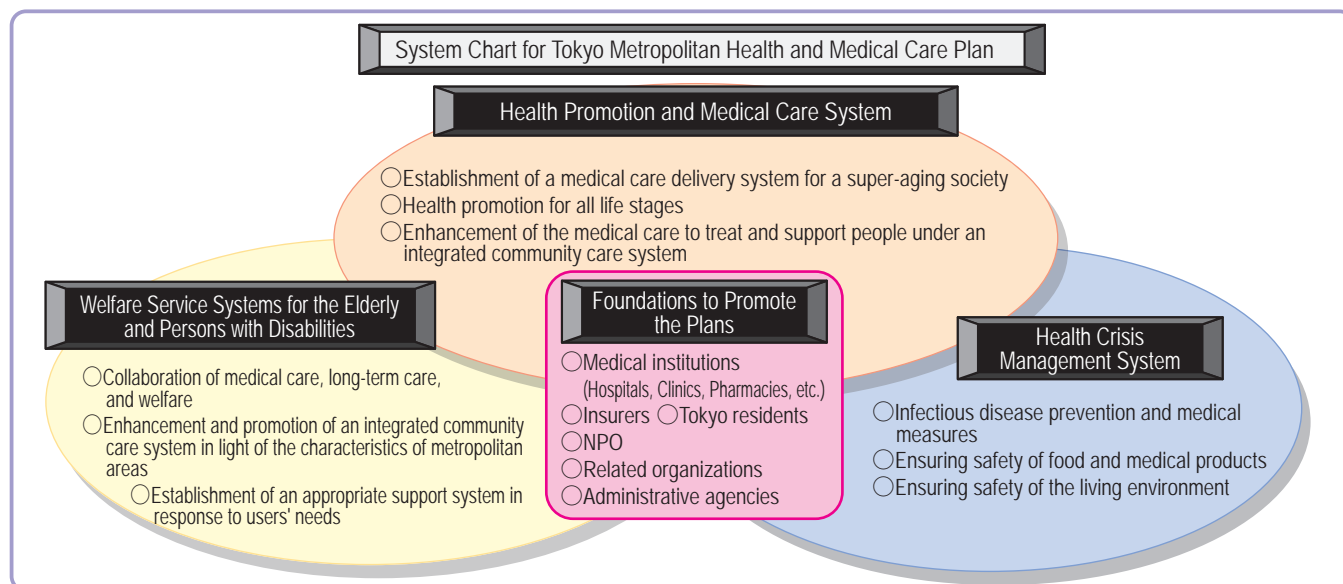 System Chart for Tokyo Metropolitan Health and Medical Care Plan
Health Promotion and Medical Care System
○Establishment of a medical care delivery system for a super-aging society
○Health promotion for all life stages
○Enhancement of the medical care to treat and support people under an
integrated community care system
Welfare Service Systems for the Elderly
and Persons with Disabilities
○Collaboration of medical care, long-term care,
and welfare
○Enhancement and promotion of an integrated community
care system in light of the characteristics of metropolitan
areas
○Establishment of an appropriate support system in
response to users' needs
Foundations to Promote
the Plans
○Medical institutions
(Hospitals, Clinics, Pharmacies, etc.)
○Insurers ○Tokyo residents
○NPO
○Related organizations
○Administrative agencies
Health Crisis
Management System
○Infectious disease prevention and medical
measures
○Ensuring safety of food and medical products
○Ensuring safety of the living environment